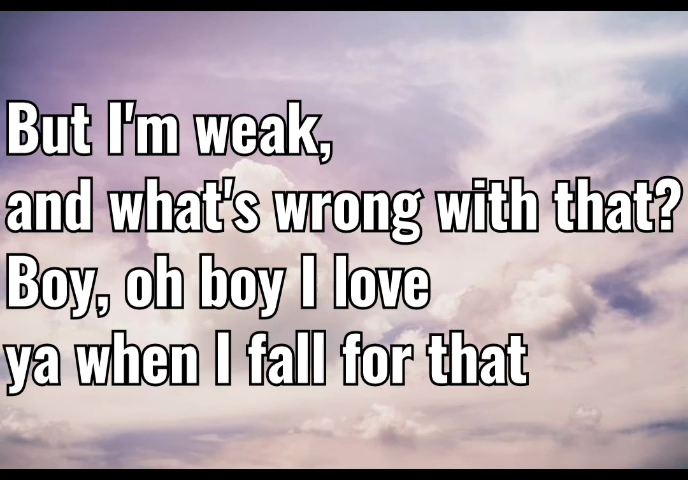 But I'm weak,
and what's wrong with that?
Boy, oh boy I love
ya when I fall for that